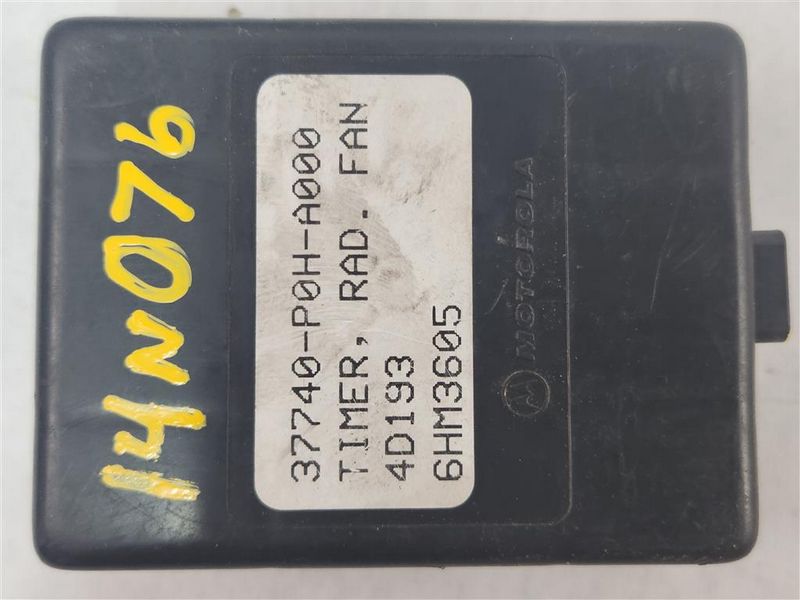 14N076
37740-P0H-A000
TIMER, RAD. FAN
4D193
6HM3605
MOTOROLA